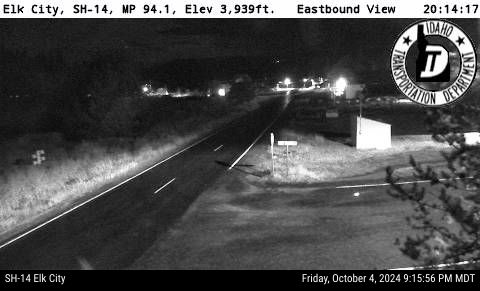 Elk City, SH-14, MP 94.1, Elev 3,939ft. Eastbound View 20:14:17
IDAHO
TRANSPORTATION DEPARTMENT
SH-14 Elk City Friday, October 4, 2024 9:15:56 PM MDT